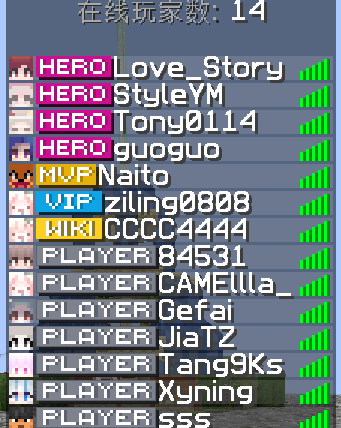 在线玩家数: 14
HERO Love_Story
HERO StyleYM
HERO Tony0114
HERO guoguo
MVP Naito
VIP ziling0808
WIKI CCCC4444
PLAYER 84531
PLAYER CAMEllla_
PLAYER Gefai
PLAYER JiaTZ
PLAYER Tang9Ks
PLAYER Xyning
PLAYER sss